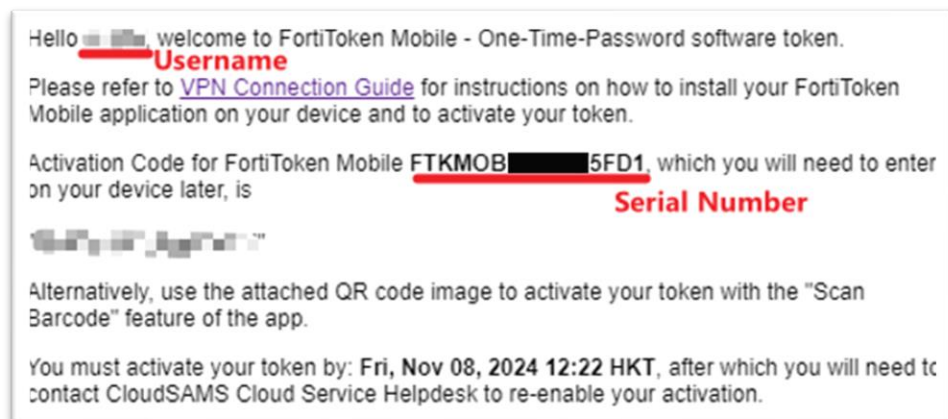 Hello , welcome to FortiToken Mobile - One-Time-Password software token.
Username
Please refer to VPN Connection Guide for instructions on how to install your FortiToken
Mobile application on your device and to activate your token.
Activation Code for FortiToken Mobile FTKMOB 5FD1, which you will need to enter
on your device later, is
Serial Number
" "
Alternatively, use the attached QR code image to activate your token with the "Scan
Barcode" feature of the app.
You must activate your token by: Fri, Nov 08, 2024 12:22 HKT, after which you will need to
contact CloudSAMS Cloud Service Helpdesk to re-enable your activation.